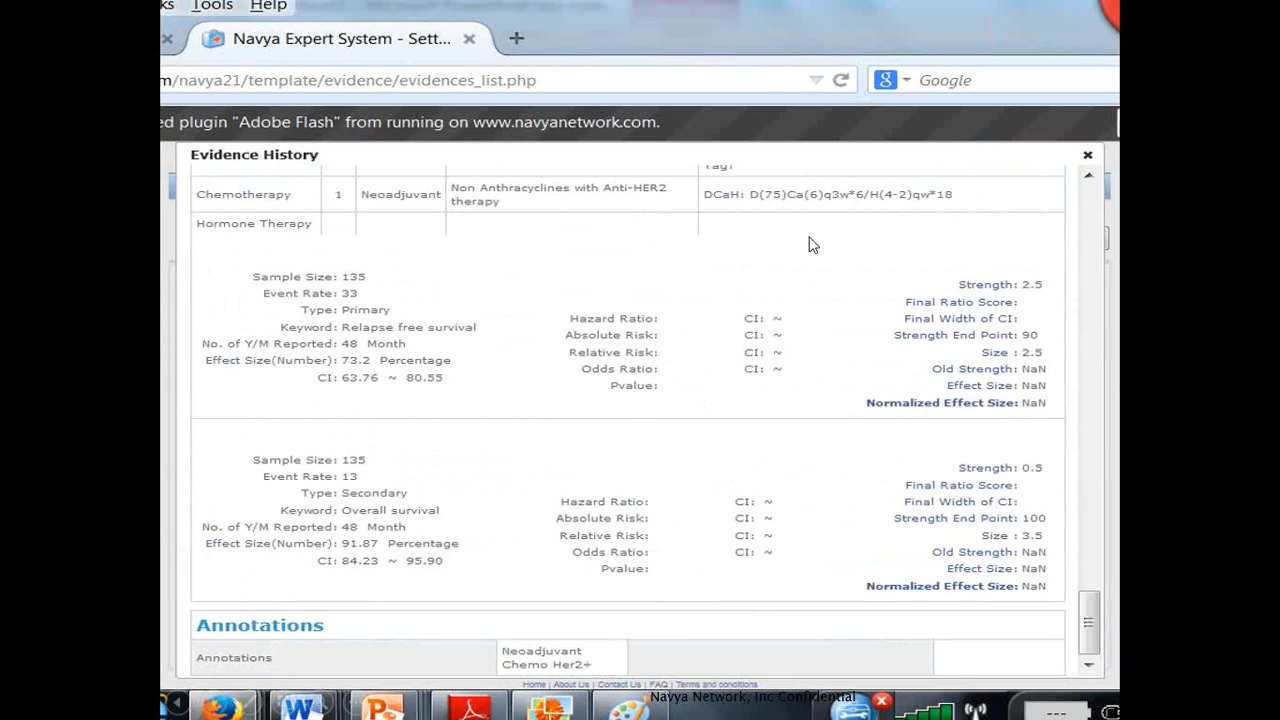 ks Tools Help
Navya Expert System - Sett...
m/navya21/template/evidence/evidences_list.php
Google
ed plugin "Adobe Flash" from running on www.navyanetwork.com.
Evidence History
Tag:
Chemotherapy 1 Neoadjuvant Non Anthracyclines with Anti-HER2 therapy DCaH: D(75)Ca(6)q3w*6/H(4-2)qw*18
Hormone Therapy
Sample Size: 135
Event Rate: 33
Type: Primary
Keyword: Relapse free survival
No. of Y/M Reported: 48 Month
Effect Size(Number): 73.2 Percentage
CI: 63.76 ~ 80.55
Hazard Ratio: CI: ~
Absolute Risk: CI: ~
Relative Risk: CI: ~
Odds Ratio: CI: ~
Pvalue:
Strength: 2.5
Final Ratio Score:
Final Width of CI:
Strength End Point: 90
Size : 2.5
Old Strength: NaN
Effect Size: NaN
Normalized Effect Size: NaN
Sample Size: 135
Event Rate: 13
Type: Secondary
Keyword: Overall survival
No. of Y/M Reported: 48 Month
Effect Size(Number): 91.87 Percentage
CI: 84.23 ~ 95.90
Hazard Ratio: CI: ~
Absolute Risk: CI: ~
Relative Risk: CI: ~
Odds Ratio: CI: ~
Pvalue:
Strength: 0.5
Final Ratio Score:
Final Width of CI:
Strength End Point: 100
Size : 3.5
Old Strength: NaN
Effect Size: NaN
Normalized Effect Size: NaN
Annotations
Annotations Neoadjuvant Chemo Her2+
Home | About Us | Contact Us | FAQ | Terms and conditions
Navya Network, Inc Confidential